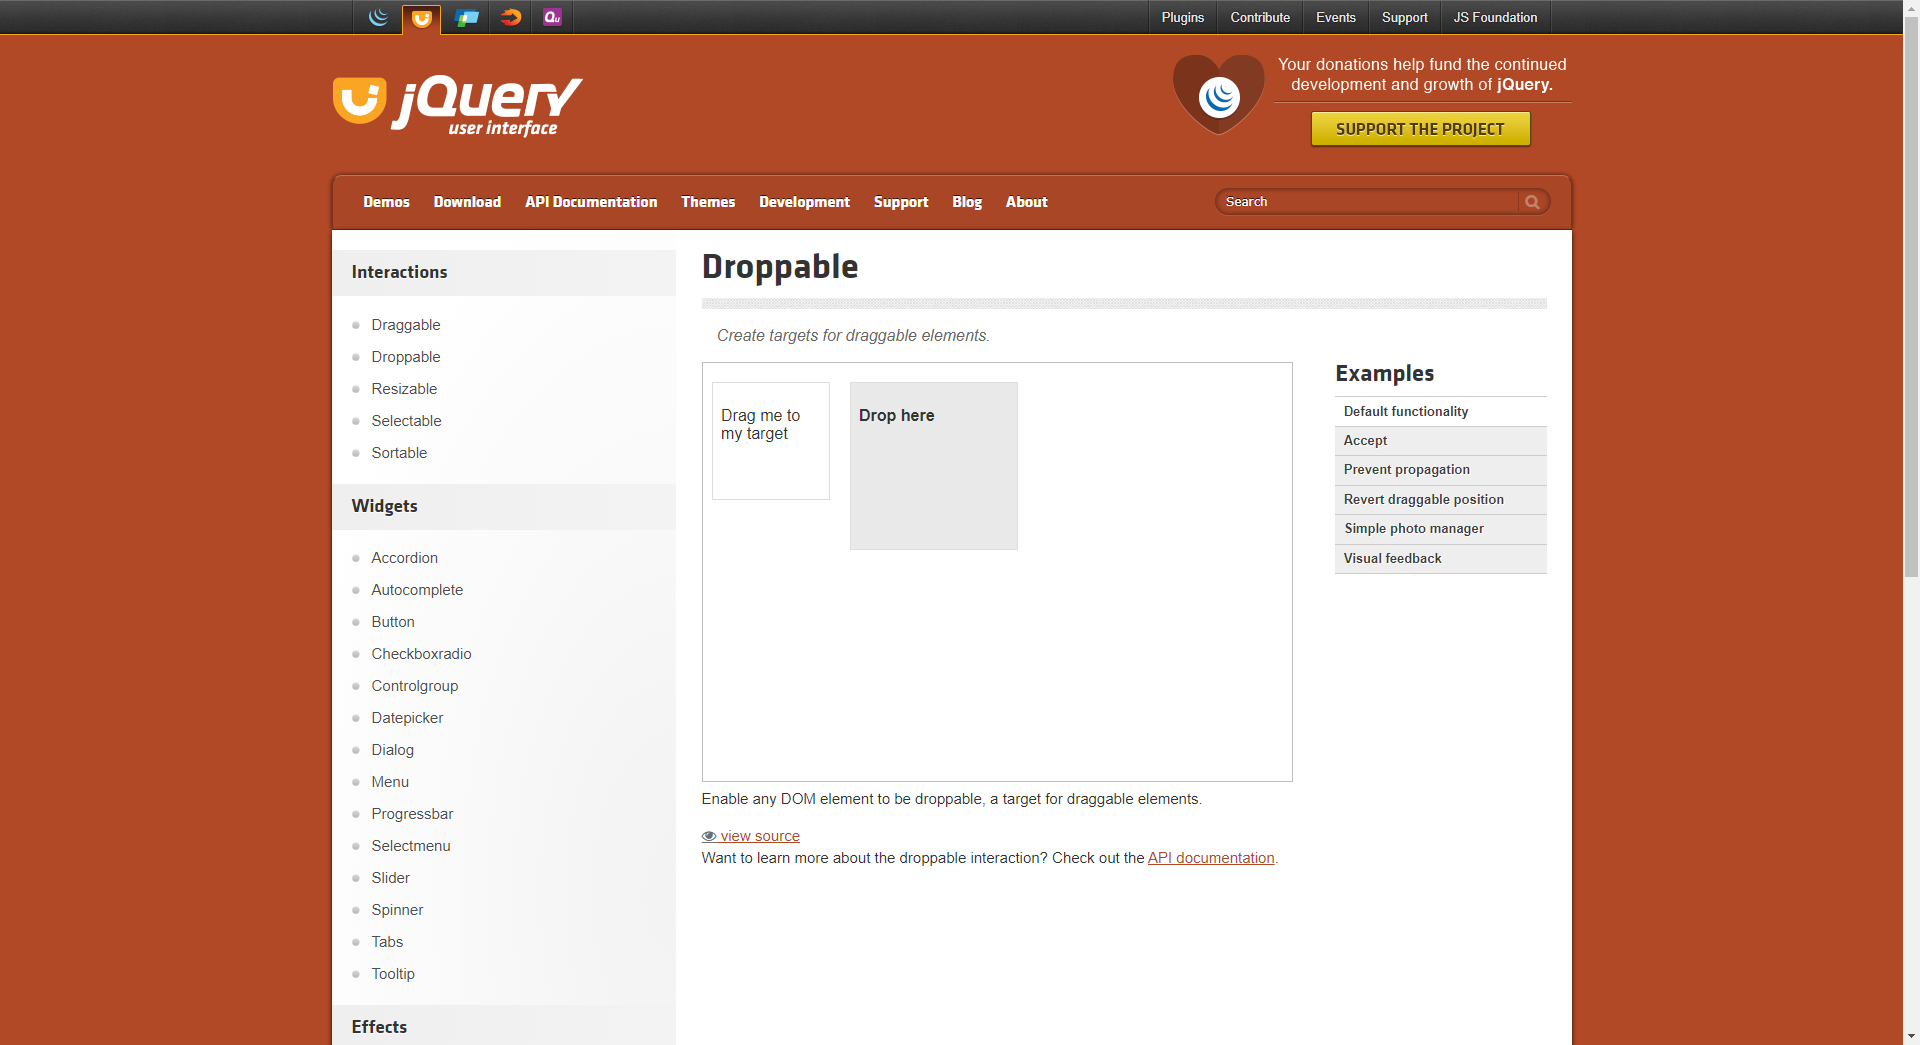 Qu
Plugins
Contribute
Events
Support
JS Foundation
jQuery
user interface
Your donations help fund the continued
development and growth of jQuery.
SUPPORT THE PROJECT
Demos
Download
API Documentation
Themes
Development
Support
Blog
About
Search
Interactions
Draggable
Droppable
Resizable
Selectable
Sortable
Widgets
Accordion
Autocomplete
Button
Checkboxradio
Controlgroup
Datepicker
Dialog
Menu
Progressbar
Selectmenu
Slider
Spinner
Tabs
Tooltip
Effects
Droppable
Create targets for draggable elements.
Drag me to
my target
Drop here
Enable any DOM element to be droppable, a target for draggable elements.
view source
Want to learn more about the droppable interaction? Check out the API documentation.
Examples
Default functionality
Accept
Prevent propagation
Revert draggable position
Simple photo manager
Visual feedback